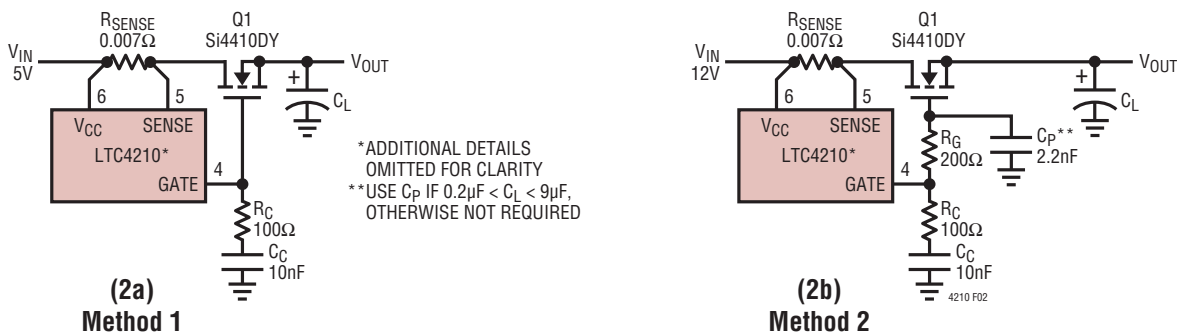 RSENSE
0.007Ω
Q1
Si4410DY
VIN
5V
VOUT
+
CL
6
5
VCC
SENSE
LTC4210*
GATE
4
RC
100Ω
CC
10nF
(2a)
Method 1
*ADDITIONAL DETAILS
OMITTED FOR CLARITY
**USE CP IF 0.2µF < CL < 9µF,
OTHERWISE NOT REQUIRED
RSENSE
0.007Ω
Q1
Si4410DY
VIN
12V
VOUT
+
CL
6
5
VCC
SENSE
LTC4210*
GATE
4
RG
200Ω
CP**
2.2nF
RC
100Ω
CC
10nF
4210 F02
(2b)
Method 2